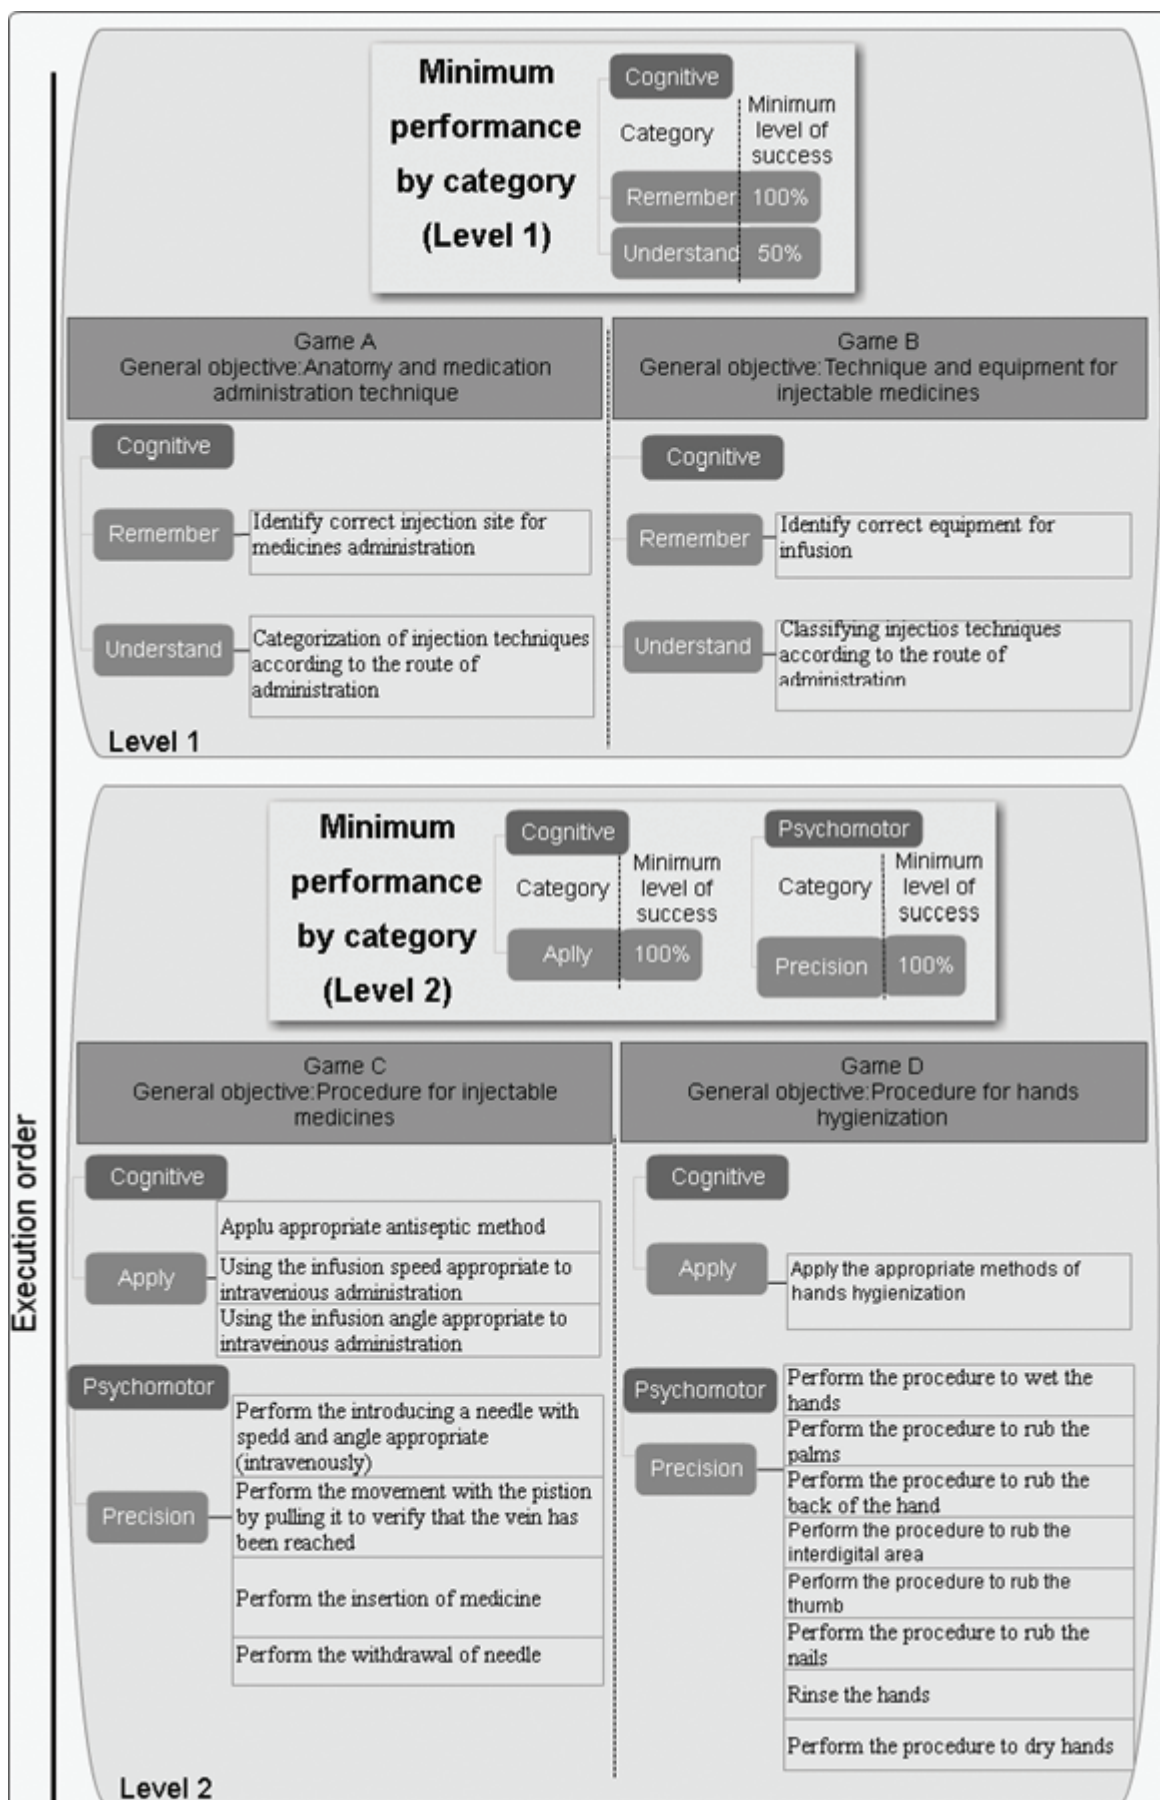 Minimum
performance
by category
(Level 1)
Cognitive
Category
Minimum
level of
success
Remember 100%
Understand 50%
Game A
General objective:Anatomy and medication
administration technique
Cognitive
Remember
Identify correct injection site for
medicines administration
Understand
Categorization of injection techniques
according to the route of
administration
Game B
General objective:Technique and equipment for
injectable medicines
Cognitive
Remember
Identify correct equipment for
infusion
Understand
Classifying injectios techniques
according to the route of
administration
Level 1
Execution order
Minimum
performance
by category
(Level 2)
Cognitive
Category
Minimum
level of
success
Aplly 100%
Psychomotor
Category
Minimum
level of
success
Precision 100%
Game C
General objective:Procedure for injectable
medicines
Cognitive
Apply
Applu appropriate antiseptic method
Using the infusion speed appropriate to
intravenious administration
Using the infusion angle appropriate to
intraveinous administration
Psychomotor
Precision
Perform the introducing a needle with
spedd and angle appropriate
(intravenously)
Perform the movement with the pistion
by pulling it to verify that the vein has
been reached
Perform the insertion of medicine
Perform the withdrawal of needle
Game D
General objective:Procedure for hands
hygienization
Cognitive
Apply
Apply the appropriate methods of
hands hygienization
Psychomotor
Precision
Perform the procedure to wet the
hands
Perform the procedure to rub the
palms
Perform the procedure to rub the
back of the hand
Perform the procedure to rub the
interdigital area
Perform the procedure to rub the
thumb
Perform the procedure to rub the
nails
Rinse the hands
Perform the procedure to dry hands
Level 2